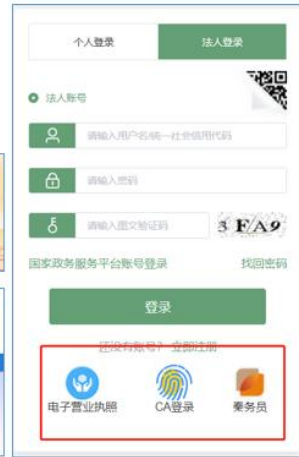 个人登录 法人登录
法人账号
请输入用户名/统一社会信用代码
请输入密码
请输入图文验证码 3 FA9
国家政务服务平台账号登录 找回密码
登录
还没有账号? 立即注册
电子营业执照 CA登录 秦务员